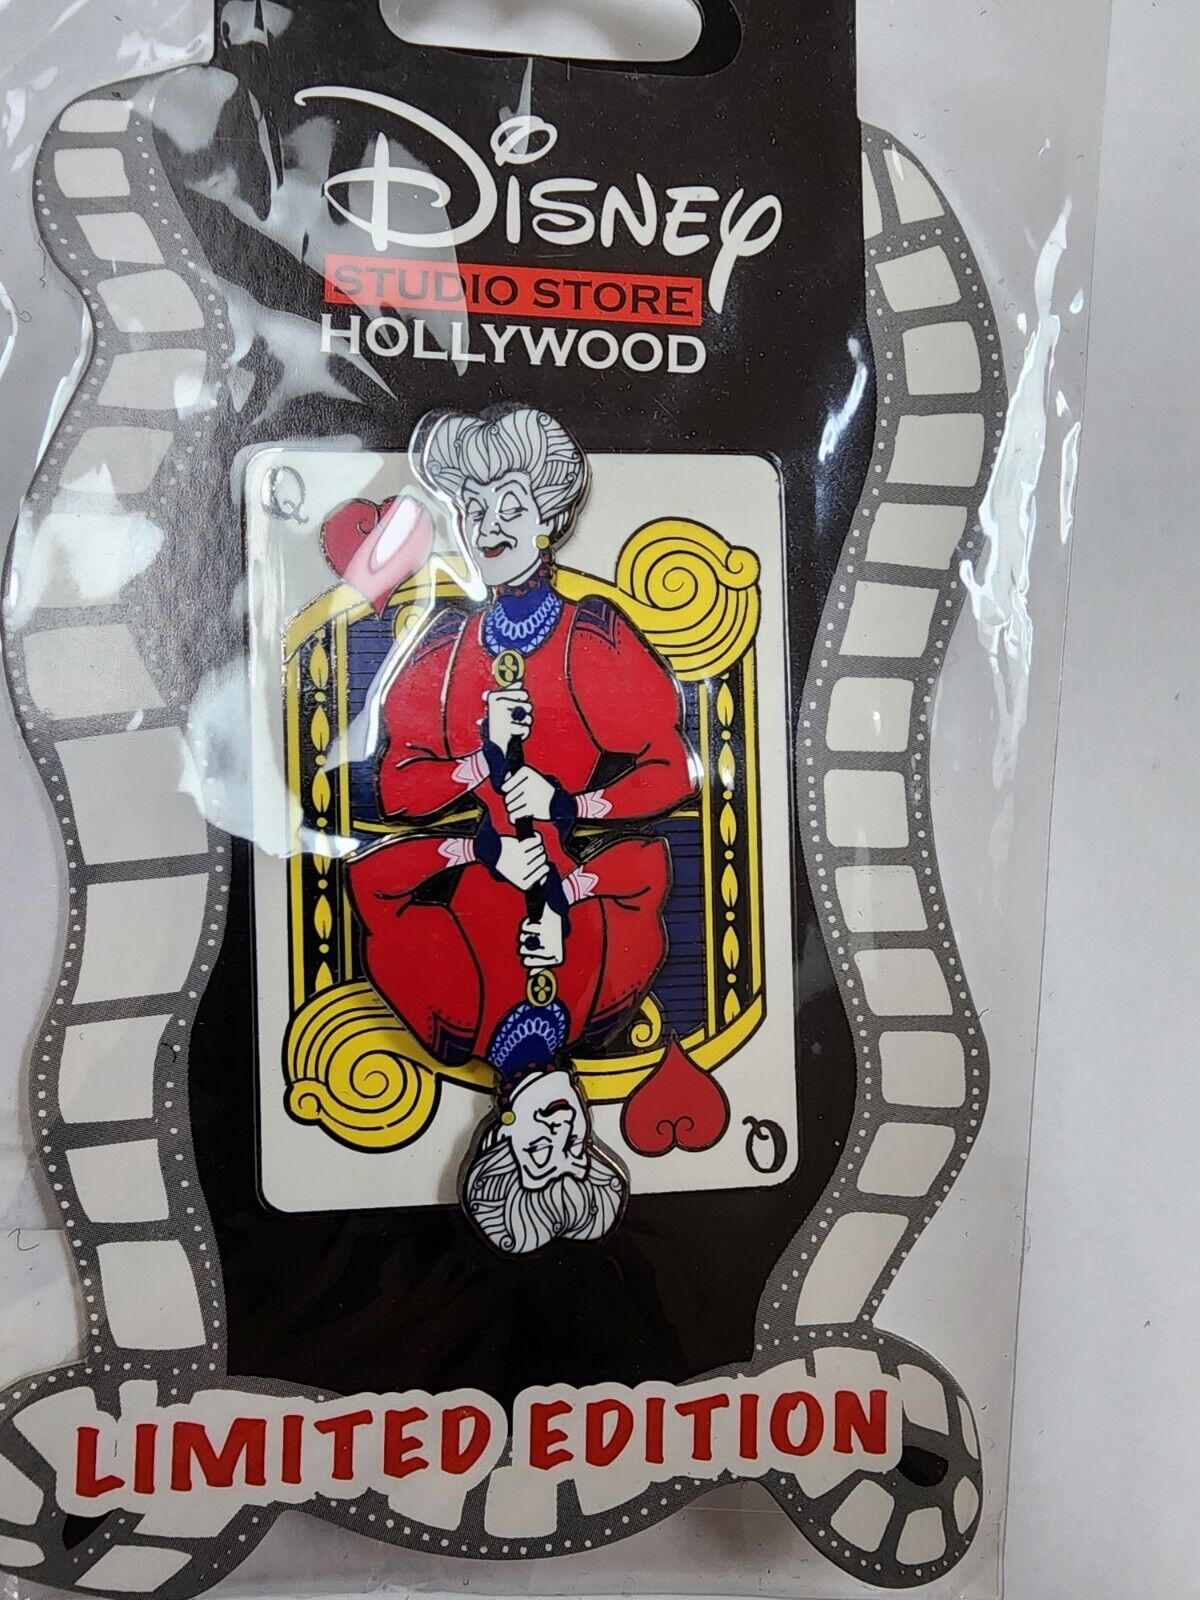 Disney
STUDIO STORE
HOLLYWOOD
Q
Q
LIMITED EDITION